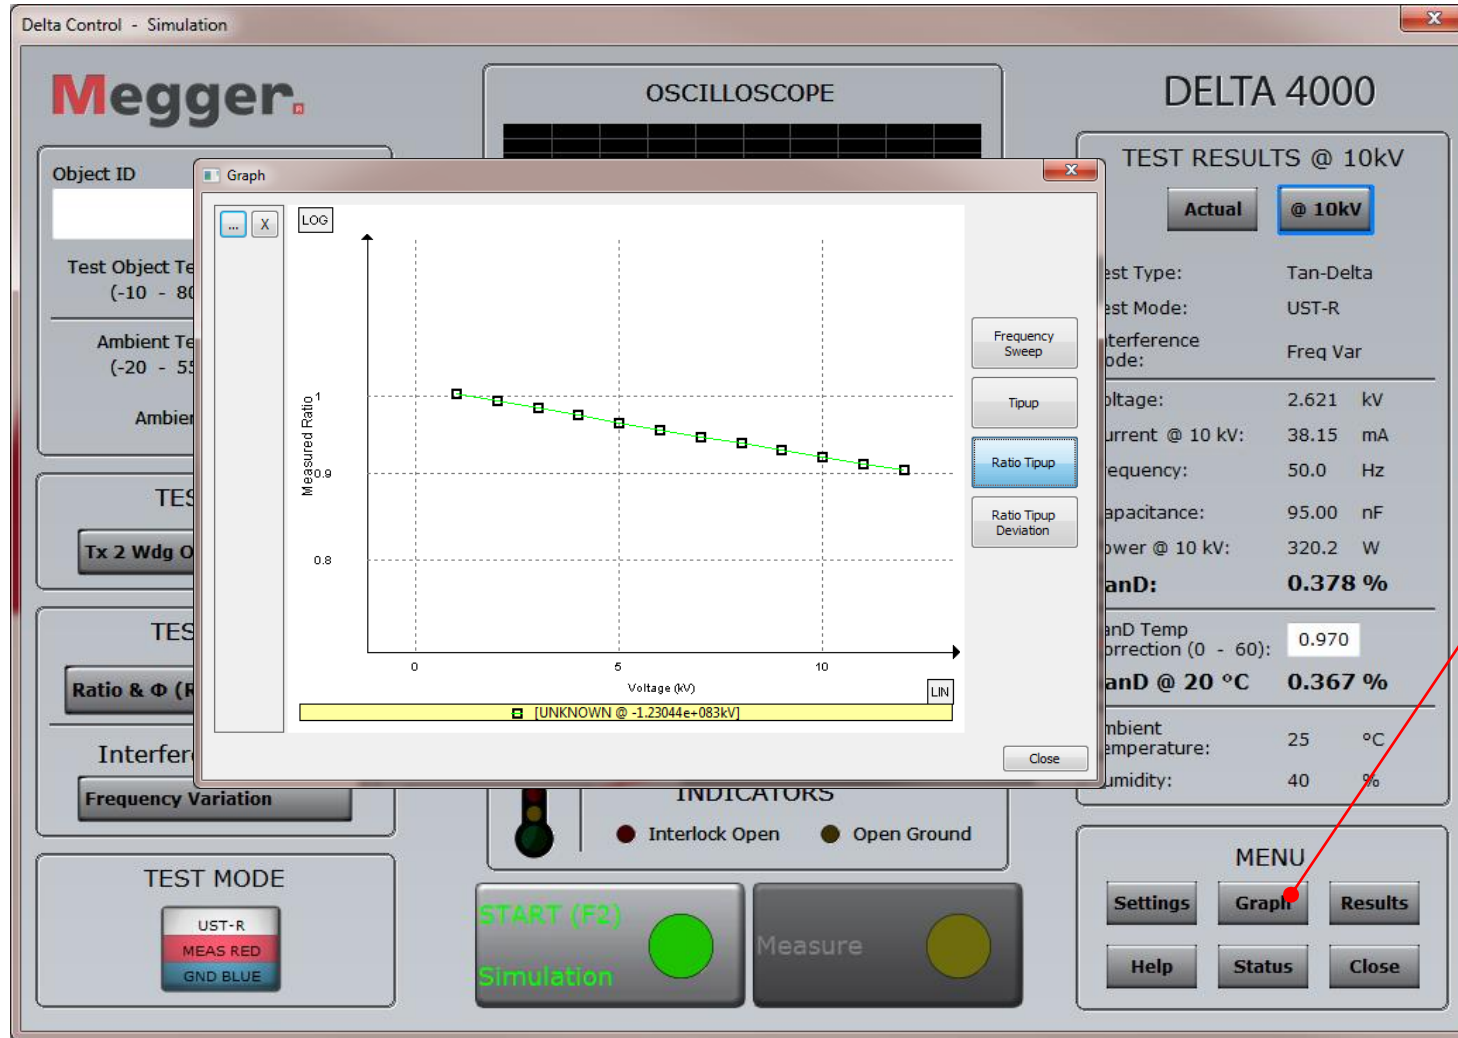 Delta Control - Simulation
Megger
OSCILLOSCOPE
DELTA 4000
Object ID
Test Object Te
(-10 - 80
Ambient Te
(-20 - 55
Ambien
TES
Tx 2 Wdg O
TES
Ratio & Φ (R
Interfer
Frequency Variation
TEST MODE
UST-R
MEAS RED
GND BLUE
Graph
... X
LOG
Measured Ratio
1
0.9
0.8
0 5 10
Voltage (kV)
LIN
[UNKNOWN @ -1.23044e+083kV]
Frequency
Sweep
Tipup
Ratio Tipup
Ratio Tipup
Deviation
Close
INDICATORS
Interlock Open Open Ground
START (F2)
Simulation
Measure
TEST RESULTS @ 10kV
Actual @ 10kV
est Type: Tan-Delta
est Mode: UST-R
nterference
ode: Freq Var
oltage: 2.621 kV
urrent @ 10 kV: 38.15 mA
equency: 50.0 Hz
apacitance: 95.00 nF
ower @ 10 kV: 320.2 W
anD: 0.378 %
anD Temp
orrection (0 - 60): 0.970
anD @ 20 °C 0.367 %
mbient
emperature: 25 °C
umidity: 40 %
MENU
Settings Graph Results
Help Status Close